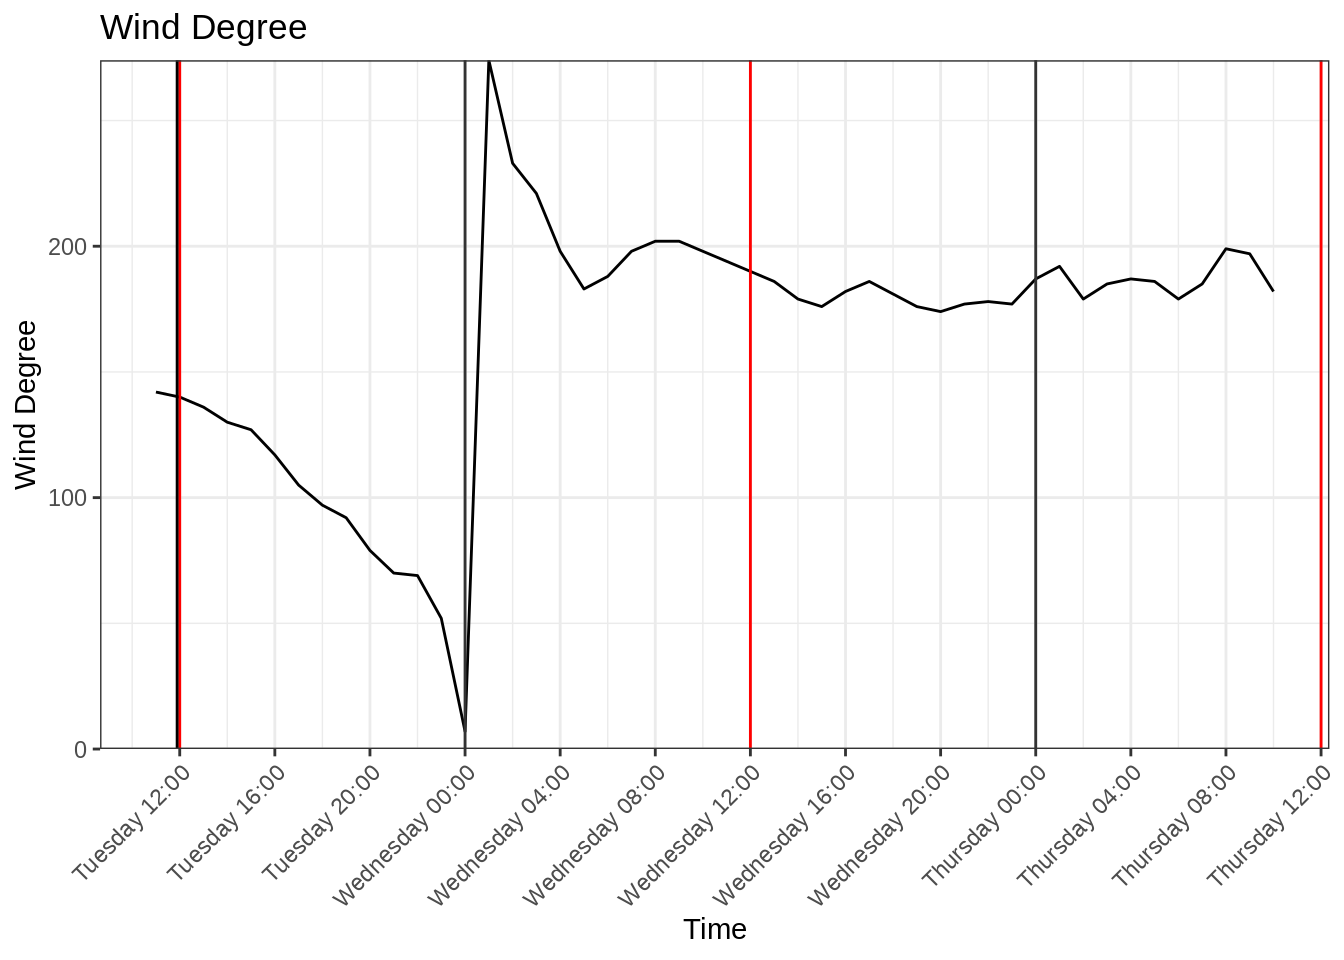 Wind Degree
Wind Degree
200
100
0
Tuesday 12:00
Tuesday 16:00
Tuesday 20:00
Wednesday 00:00
Wednesday 04:00
Wednesday 08:00
Wednesday 12:00
Wednesday 16:00
Wednesday 20:00
Thursday 00:00
Thursday 04:00
Thursday 08:00
Thursday 12:00
Time